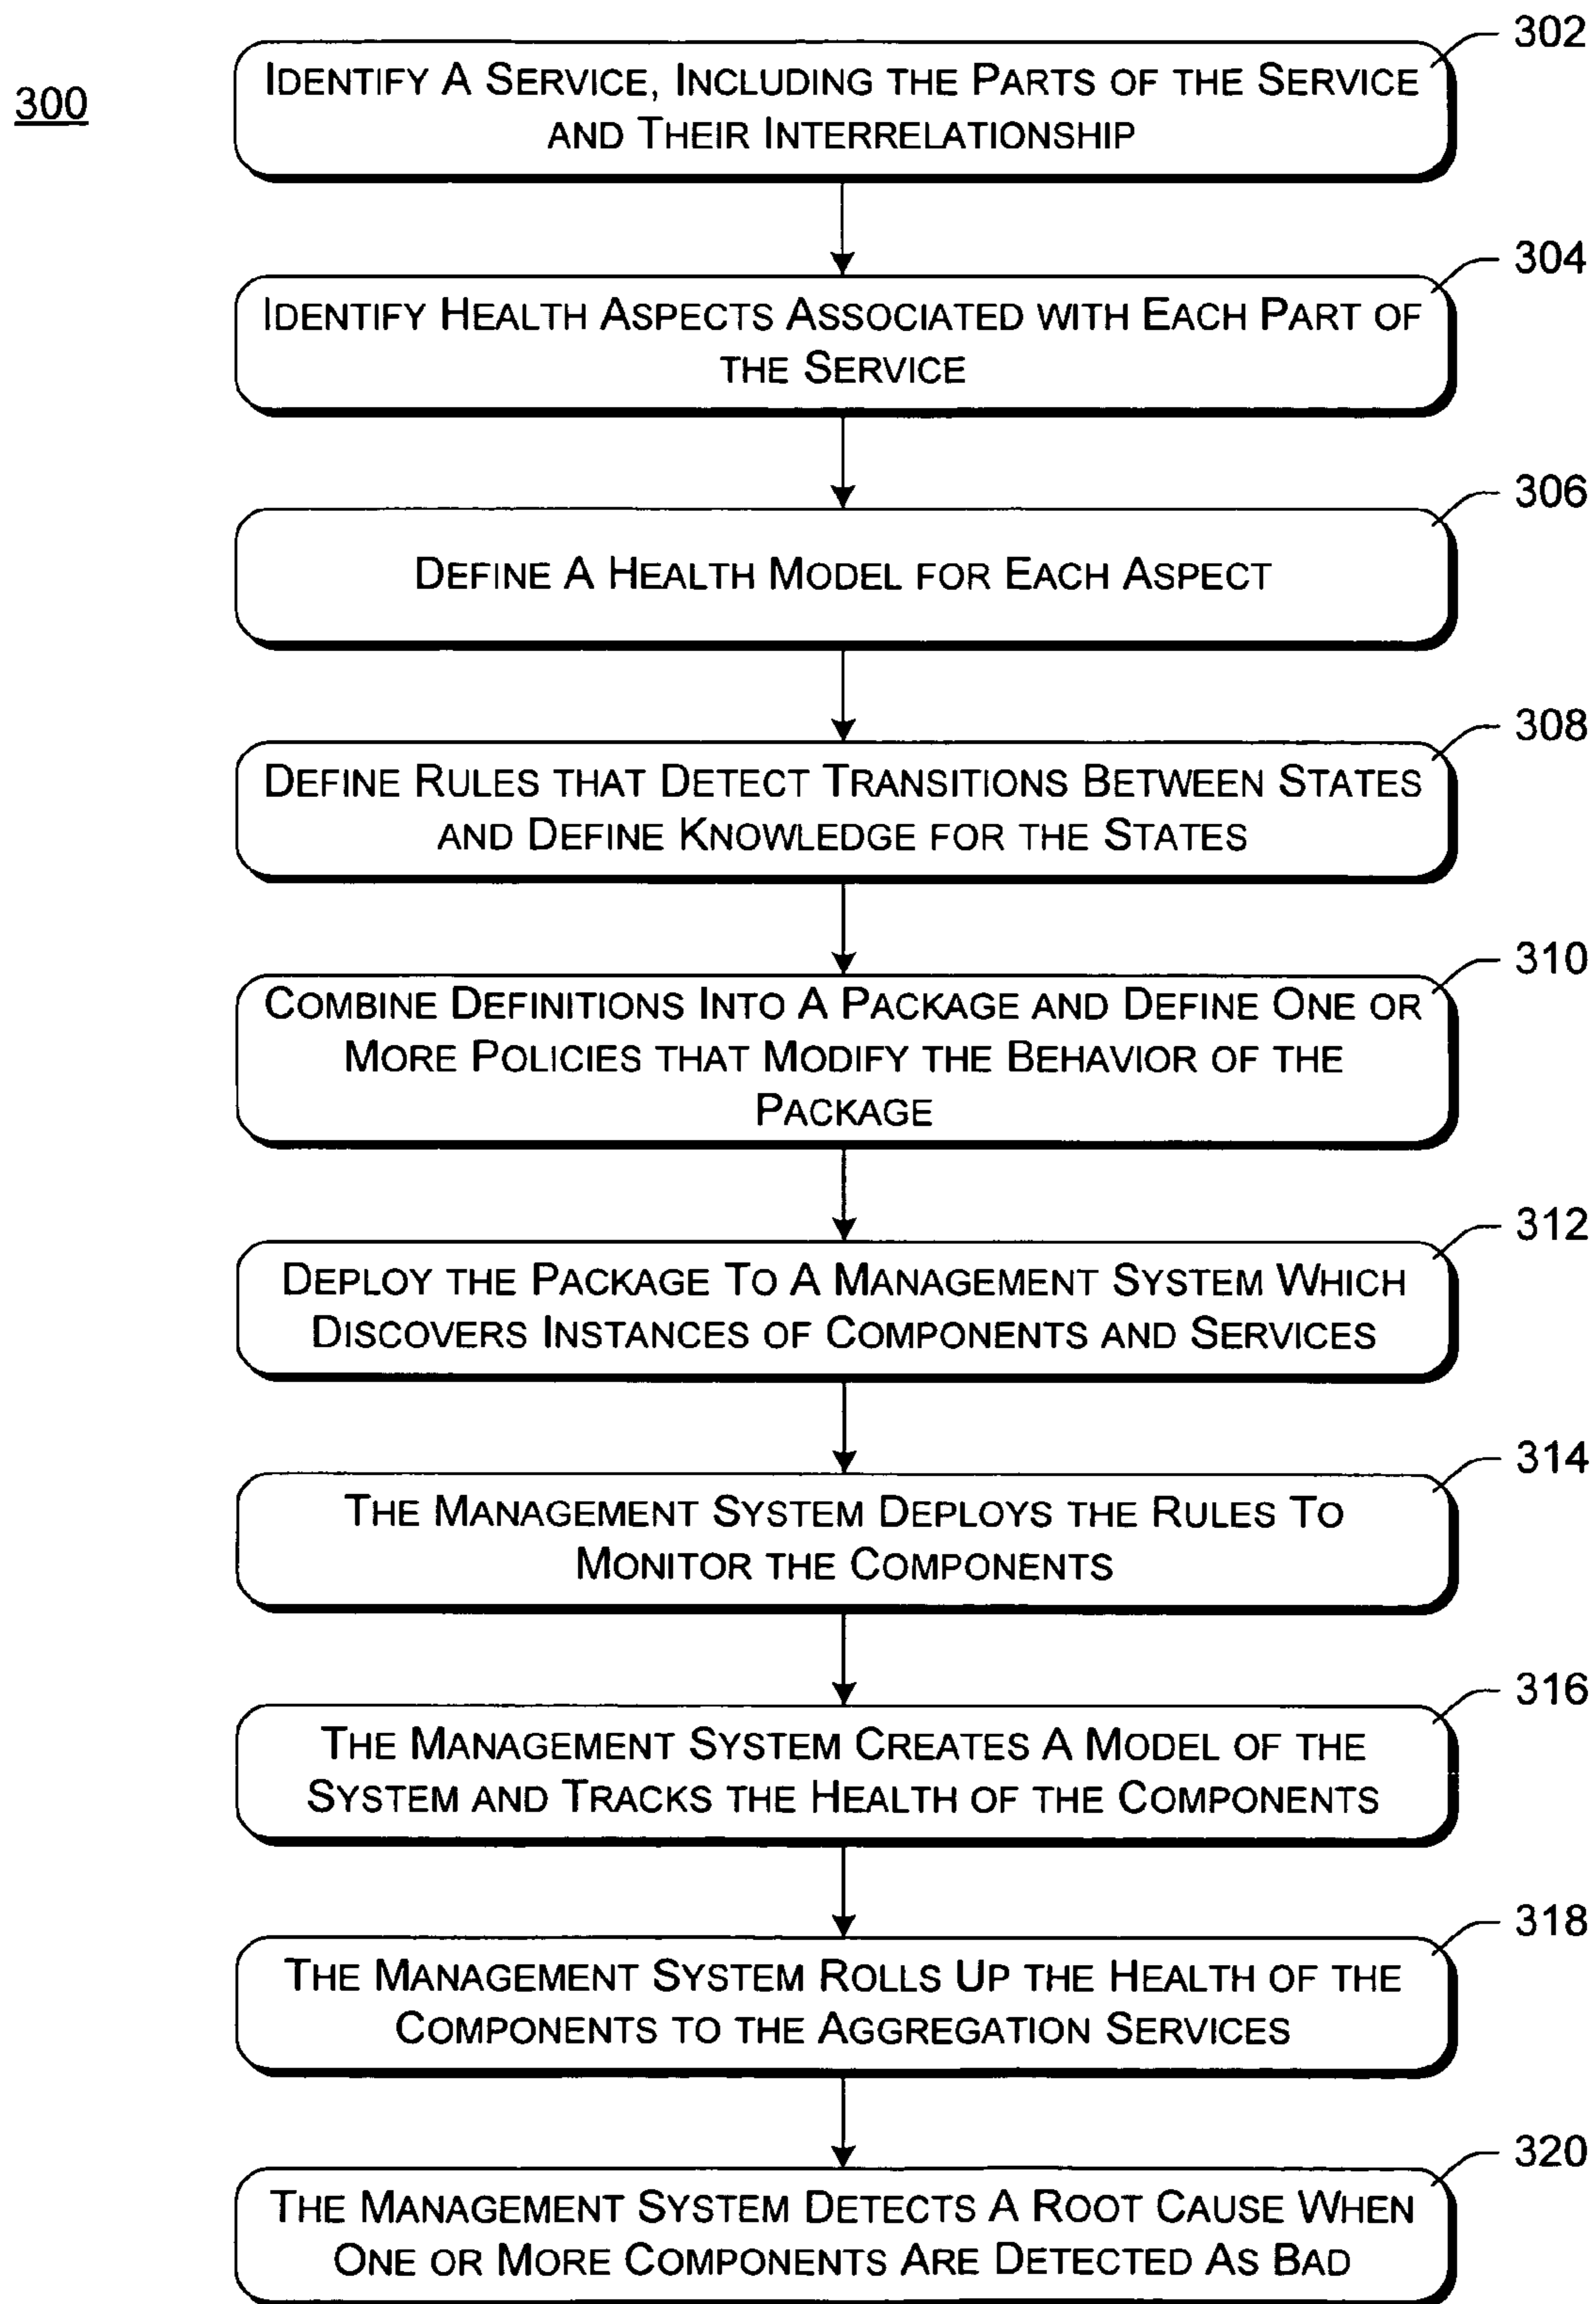 300
302
IDENTIFY A SERVICE, INCLUDING THE PARTS OF THE SERVICE
AND THEIR INTERRELATIONSHIP
304
IDENTIFY HEALTH ASPECTS ASSOCIATED WITH EACH PART OF
THE SERVICE
306
DEFINE A HEALTH MODEL FOR EACH ASPECT
308
DEFINE RULES THAT DETECT TRANSITIONS BETWEEN STATES
AND DEFINE KNOWLEDGE FOR THE STATES
310
COMBINE DEFINITIONS INTO A PACKAGE AND DEFINE ONE OR
MORE POLICIES THAT MODIFY THE BEHAVIOR OF THE
PACKAGE
312
DEPLOY THE PACKAGE TO A MANAGEMENT SYSTEM WHICH
DISCOVERS INSTANCES OF COMPONENTS AND SERVICES
314
THE MANAGEMENT SYSTEM DEPLOYS THE RULES TO
MONITOR THE COMPONENTS
316
THE MANAGEMENT SYSTEM CREATES A MODEL OF THE
SYSTEM AND TRACKS THE HEALTH OF THE COMPONENTS
318
THE MANAGEMENT SYSTEM ROLLS UP THE HEALTH OF THE
COMPONENTS TO THE AGGREGATION SERVICES
320
THE MANAGEMENT SYSTEM DETECTS A ROOT CAUSE WHEN
ONE OR MORE COMPONENTS ARE DETECTED AS BAD